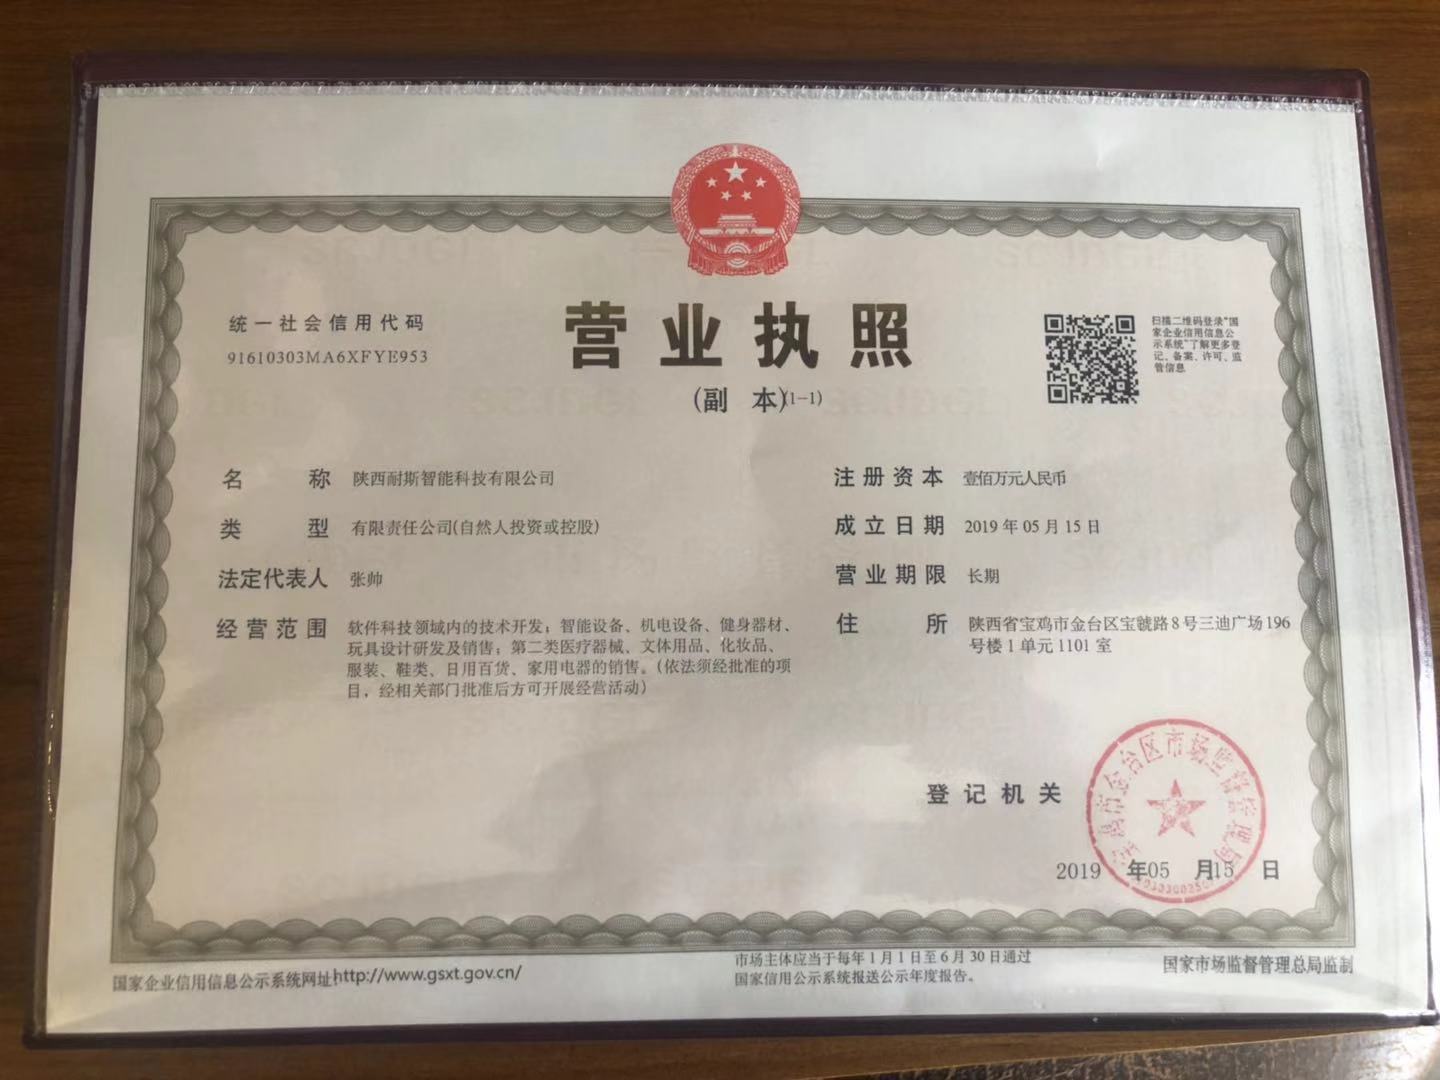 统一社会信用代码
91610303MA6XFYE953
营业执照
(副 本)(1-1)
扫描二维码登录“国
家企业信用信息公
示系统”了解更多登
记、备案、许可、监
管信息
名 称 陕西耐斯智能科技有限公司
类 型 有限责任公司(自然人投资或控股)
法定代表人 张帅
经营范围 软件科技领域内的技术开发；智能设备、机电设备、健身器材、
玩具设计研发及销售；第二类医疗器械、文体用品、化妆品、
服装、鞋类、日用百货、家用电器的销售。（依法须经批准的项
目，经相关部门批准后方可开展经营活动）
注册资本 壹佰万元人民币
成立日期 2019年05月15日
营业期限 长期
住 所 陕西省宝鸡市金台区宝虢路8号三迪广场196
号楼1单元1101室
登记机关
宝鸡市金台区市场监督管理局
2019 年05 月15 日
国家企业信用信息公示系统网址http://www.gsxt.gov.cn/
市场主体应当于每年1月1日至6月30日通过
国家信用公示系统报送公示年度报告。
国家市场监督管理总局监制